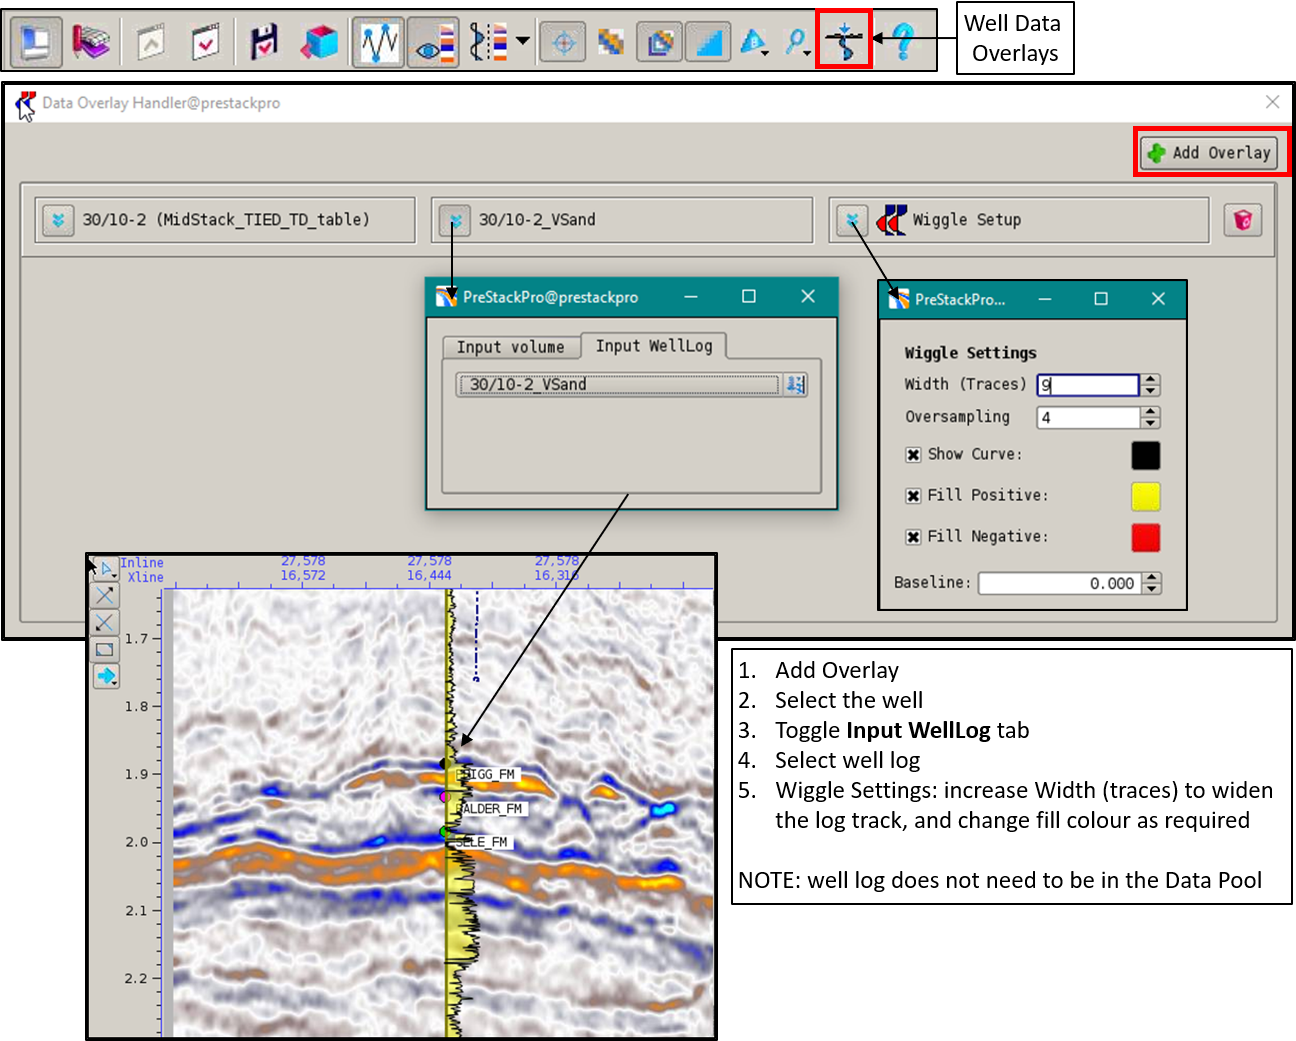 Well Data
Overlays
Data Overlay Handler@prestackpro
Add Overlay
30/10-2 (MidStack_TIED_TD_table)
30/10-2_VSand
Wiggle Setup
PreStackPro@prestackpro
Input volume
Input WellLog
30/10-2_VSand
PreStackPro...
Wiggle Settings
Width (Traces) 9
Oversampling 4
Show Curve:
Fill Positive:
Fill Negative:
Baseline: 0.000
Inline 27,578 27,578 27,578
Xline 16,572 16,444 16,316
1.7
1.8
1.9
2.0
2.1
2.2
BALDER_FM
SELE_FM
1. Add Overlay
2. Select the well
3. Toggle Input WellLog tab
4. Select well log
5. Wiggle Settings: increase Width (traces) to widen
the log track, and change fill colour as required
NOTE: well log does not need to be in the Data Pool